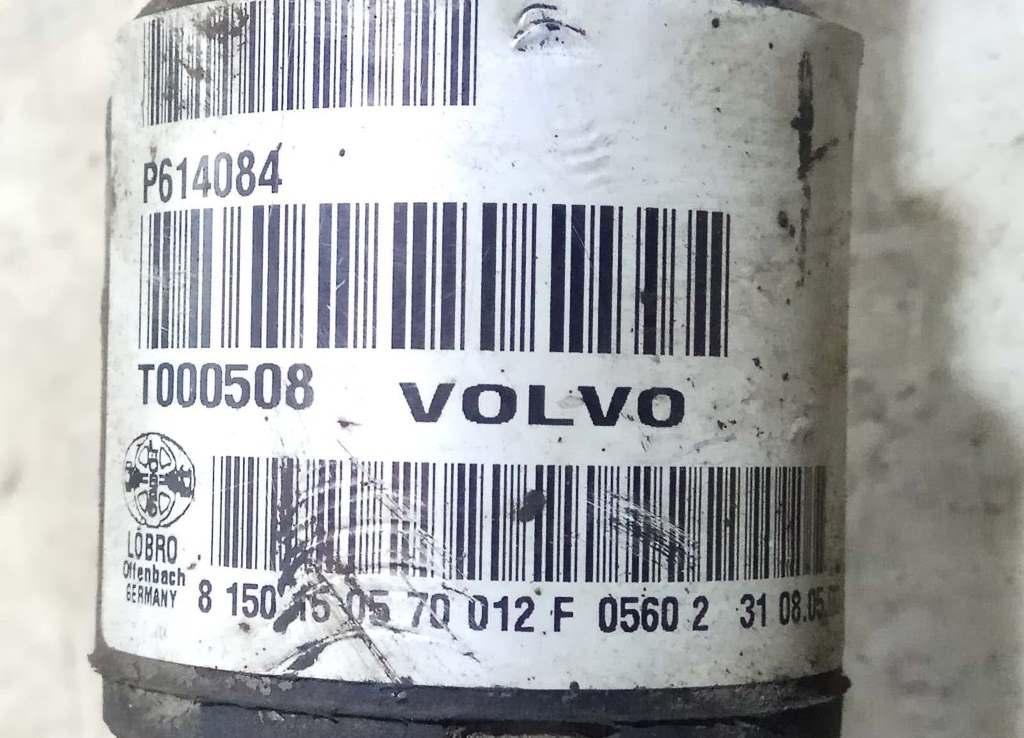 P614084
T000508
VOLVO
LÖBRO
Offenbach
GERMANY
8 150 15 05 70 012 F 0560 2 31 08.05